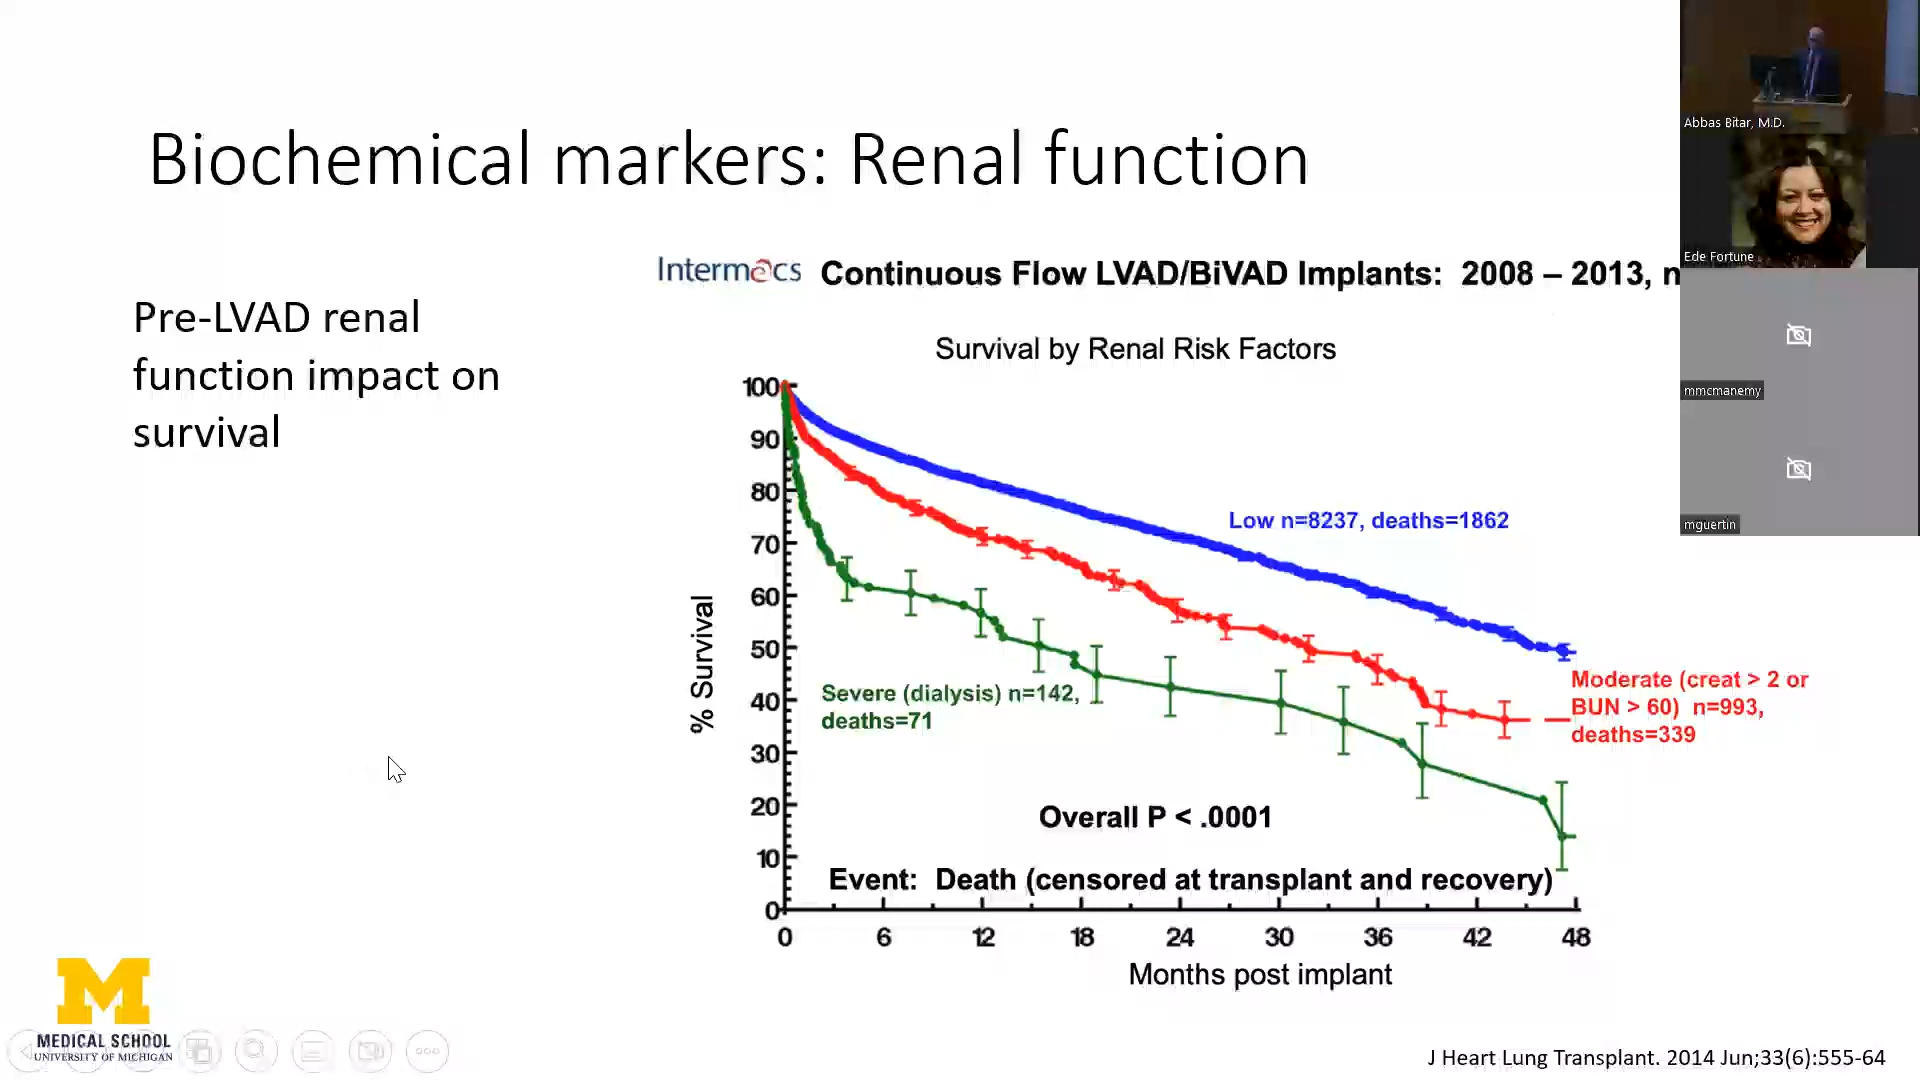 Biochemical markers: Renal function
Pre-LVAD renal
function impact on
survival
Intermacs
Continuous Flow LVAD/BiVAD Implants: 2008 – 2013, n
Survival by Renal Risk Factors
100
90
80
70
60
50
40
30
20
10
0
% Survival
Low n=8237, deaths=1862
Moderate (creat > 2 or
BUN > 60) n=993,
deaths=339
Severe (dialysis) n=142,
deaths=71
Overall P < .0001
Event: Death (censored at transplant and recovery)
0 6 12 18 24 30 36 42 48
Months post implant
M
MEDICAL SCHOOL
UNIVERSITY OF MICHIGAN
J Heart Lung Transplant. 2014 Jun;33(6):555-64
Abbas Bitar, M.D.
Ede Fortune
mmcmanemy
mguertin